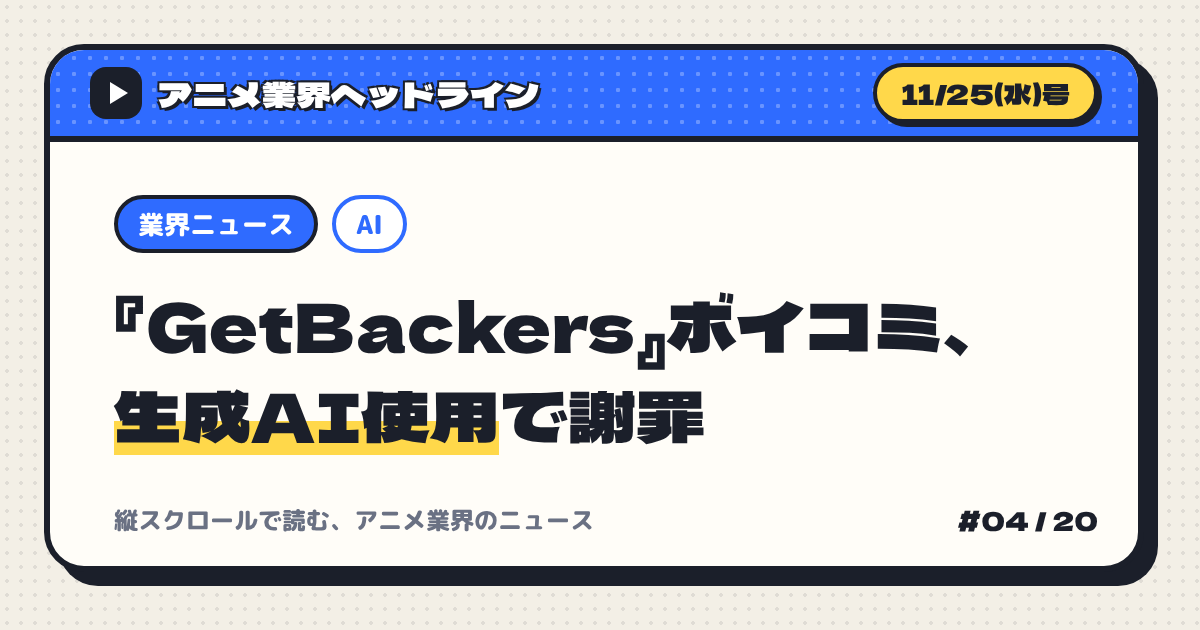 アニメ業界ヘッドライン
11/25(水)号
業界ニュース
AI
『GetBackers』ボイコミ、
生成AI使用で謝罪
縦スクロールで読む、アニメ業界のニュース
#04 / 20